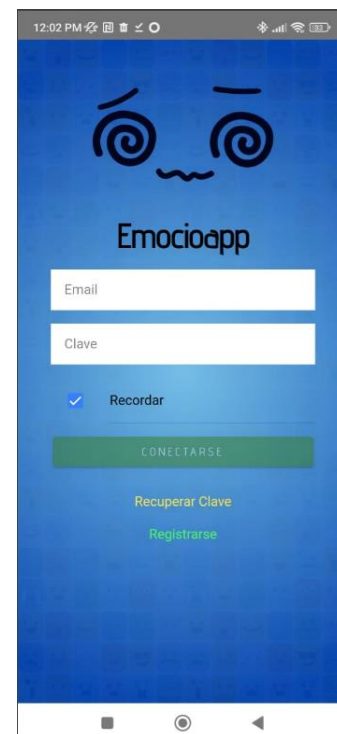 12:02 PM
Emocioapp
Email
Clave
Recordar
CONECTARSE
Recuperar Clave
Registrarse